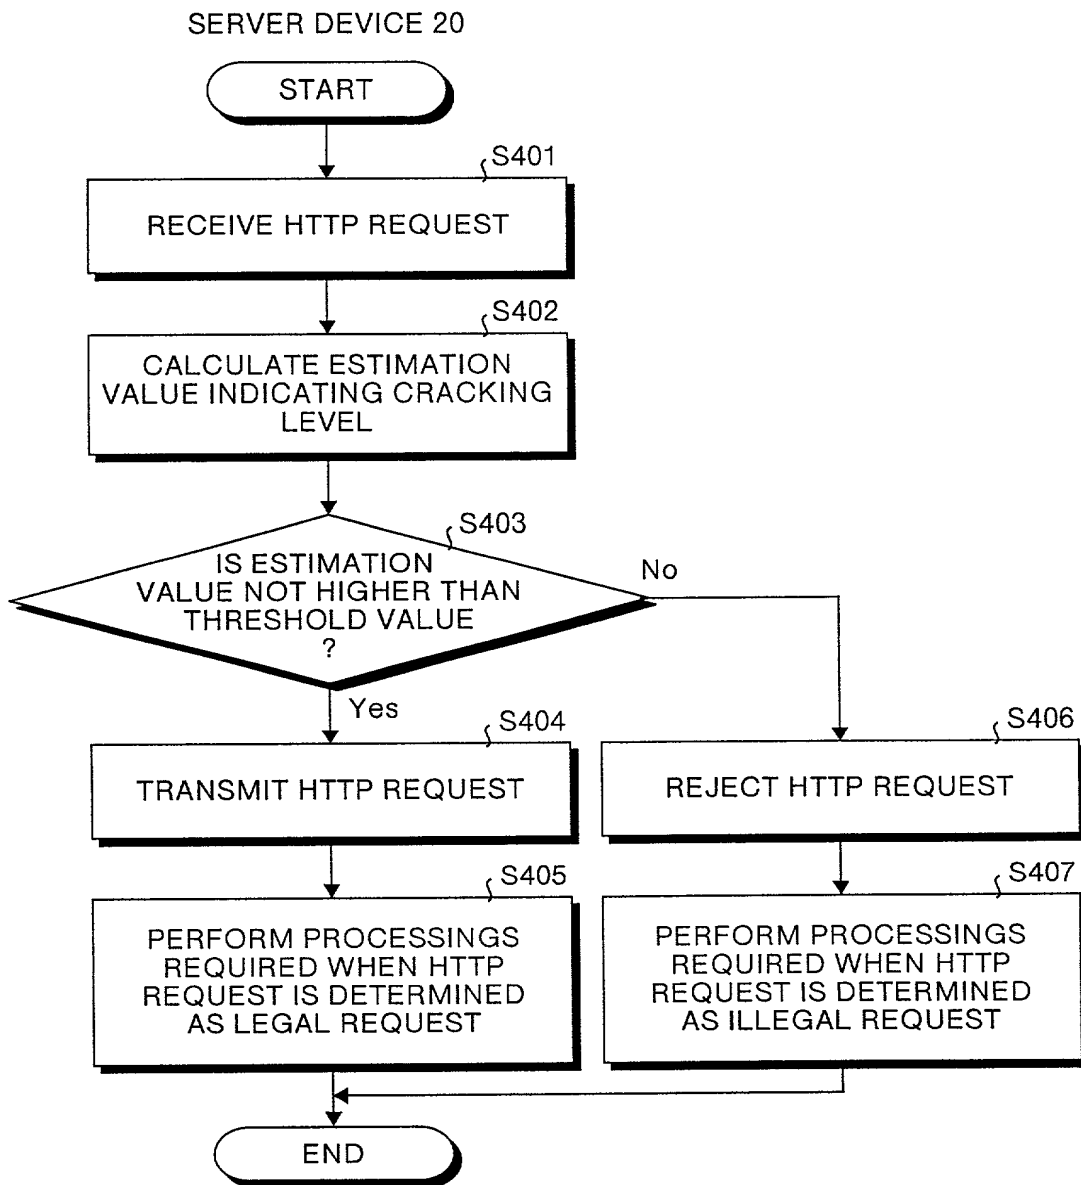 SERVER DEVICE 20
START
S401
RECEIVE HTTP REQUEST
S402
CALCULATE ESTIMATION
VALUE INDICATING CRACKING
LEVEL
S403
IS ESTIMATION
VALUE NOT HIGHER THAN
THRESHOLD VALUE
?
No
Yes
S404
TRANSMIT HTTP REQUEST
S406
REJECT HTTP REQUEST
S405
PERFORM PROCESSINGS
REQUIRED WHEN HTTP
REQUEST IS DETERMINED
AS LEGAL REQUEST
S407
PERFORM PROCESSINGS
REQUIRED WHEN HTTP
REQUEST IS DETERMINED
AS ILLEGAL REQUEST
END